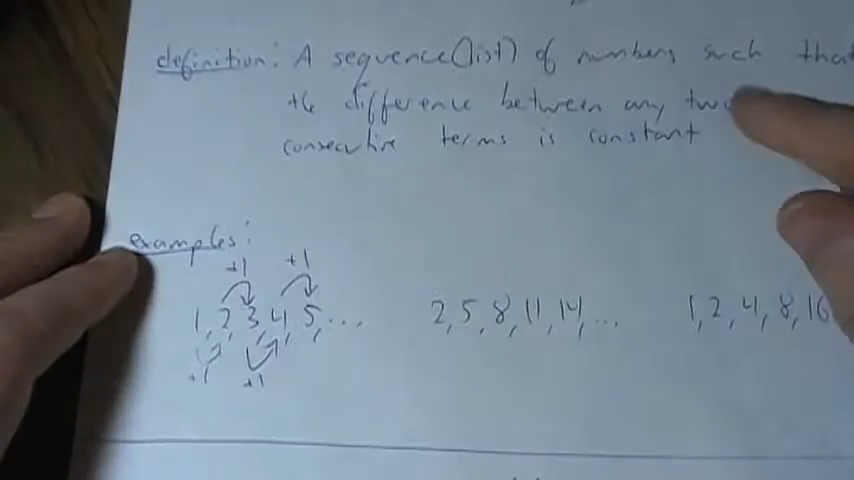 definition: A sequence (list) of numbers such that
the difference between any two
consecutive terms is constant
examples:
+1 +1
1, 2, 3, 4, 5, ... 2, 5, 8, 11, 14, ... 1, 2, 4, 8, 16
+1 +1